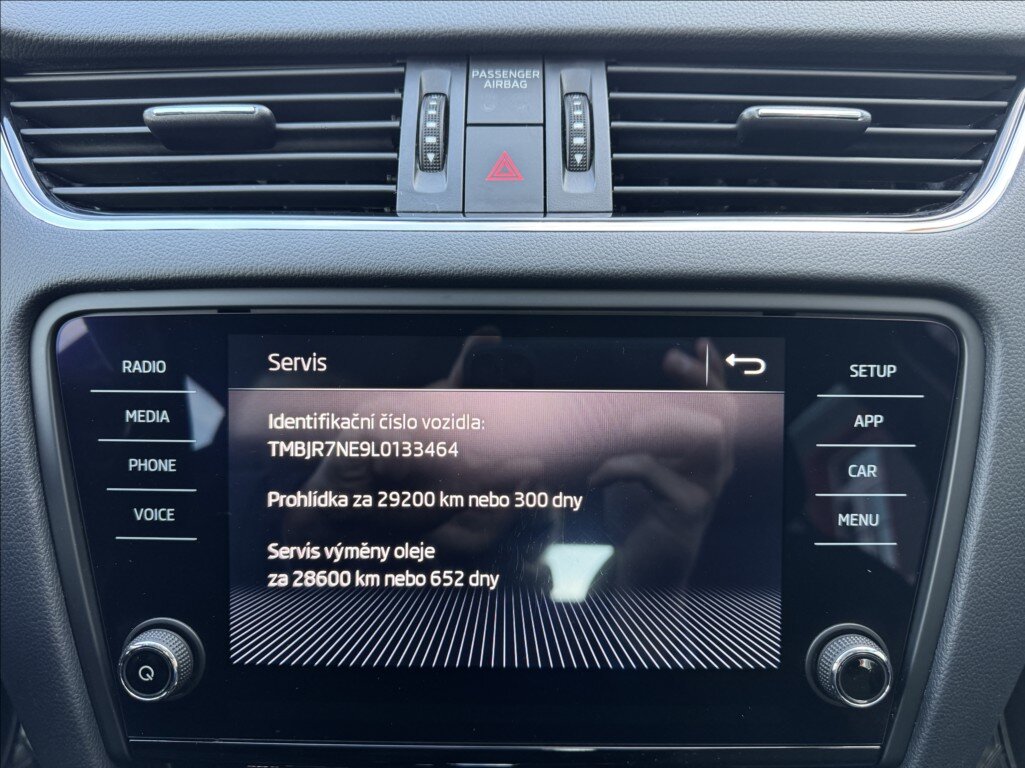 PASSENGER
AIRBAG
RADIO
MEDIA
PHONE
VOICE
Servis
Identifikační číslo vozidla:
TMBJR7NE9L0133464
Prohlídka za 29200 km nebo 300 dny
Servis výměny oleje
za 28600 km nebo 652 dny
SETUP
APP
CAR
MENU